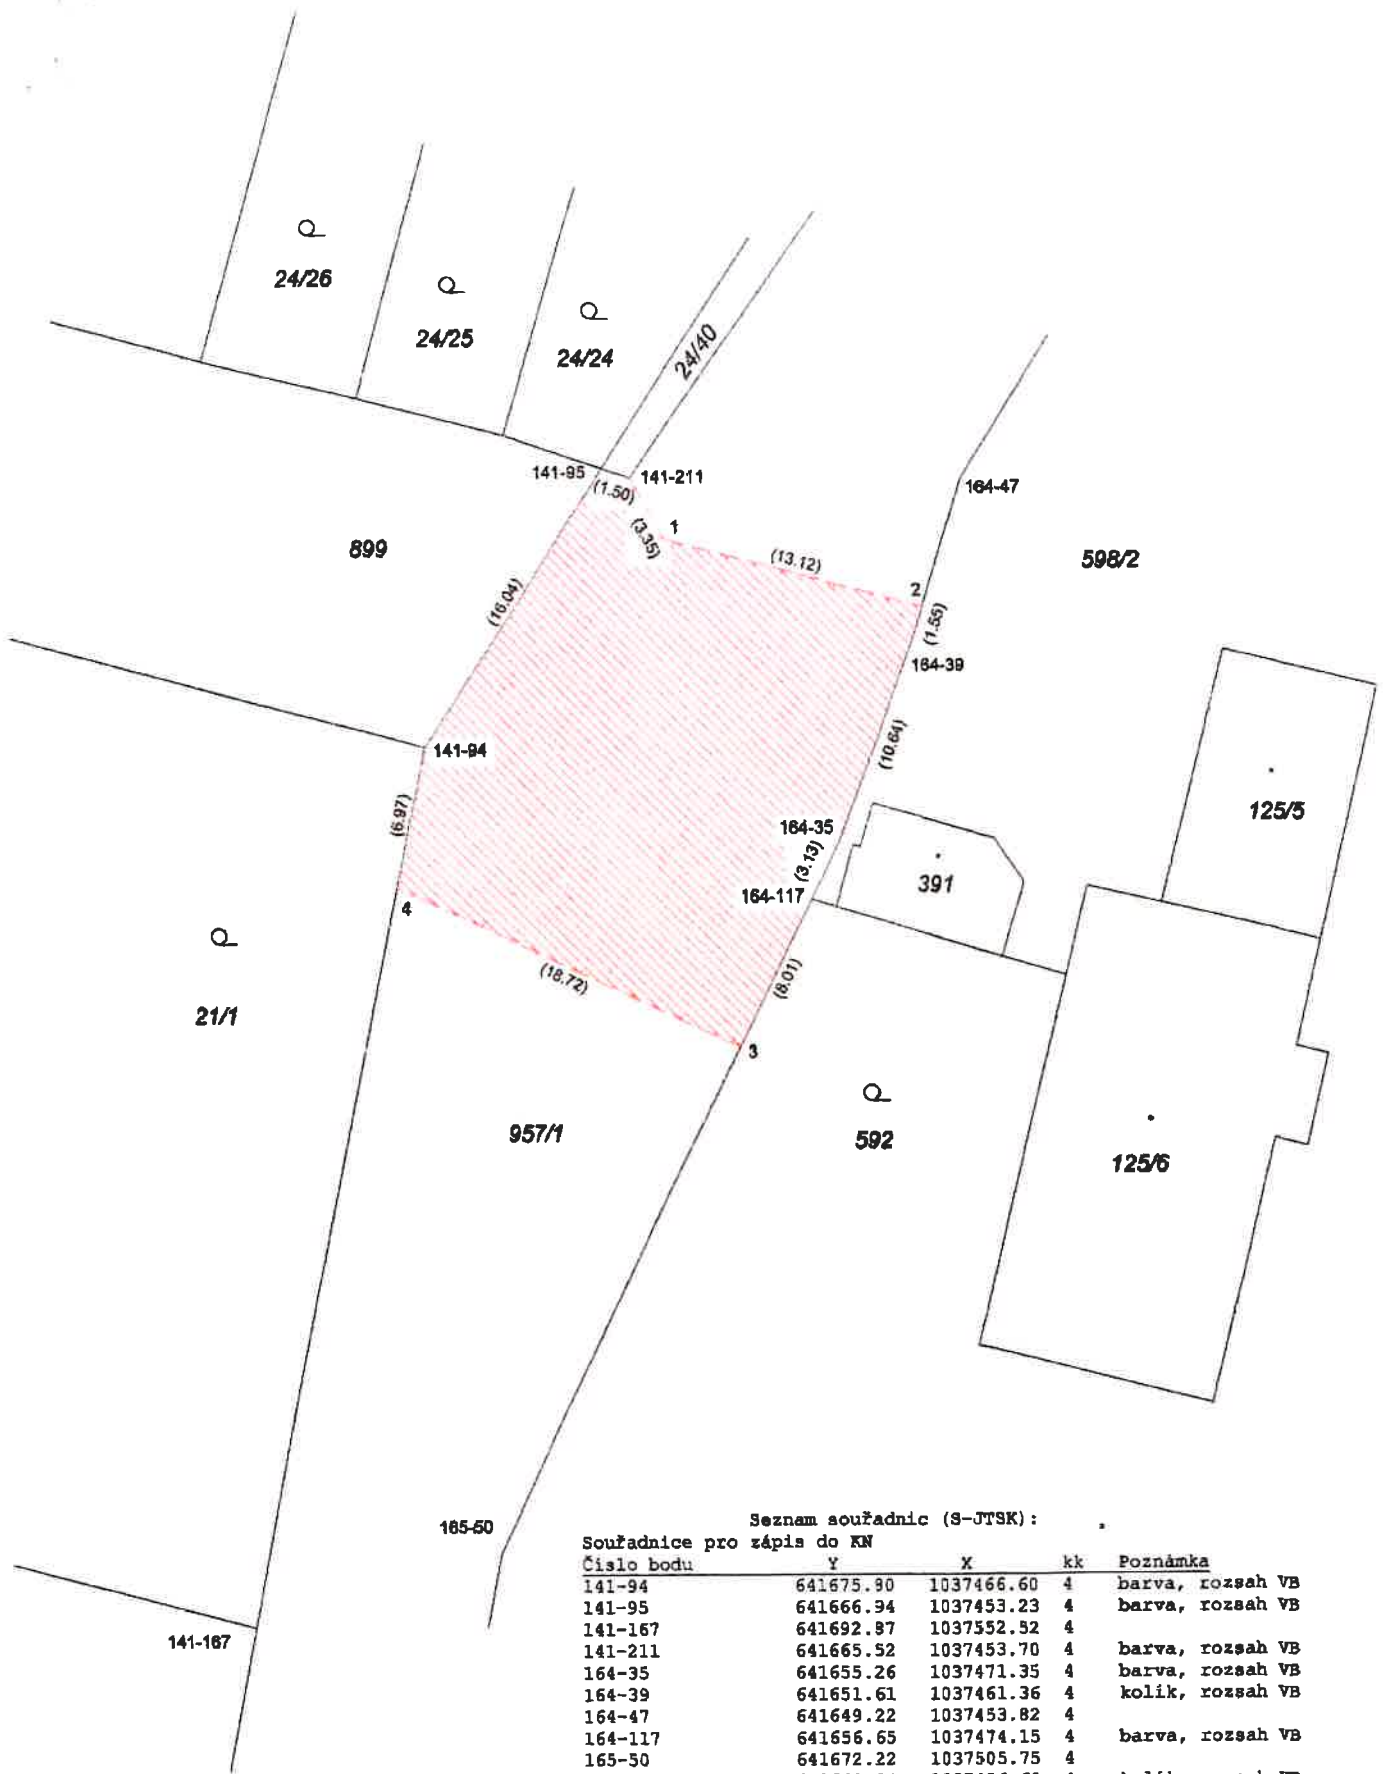 24/26
24/25
24/24
24/40
141-95
141-211
(1.50)
164-47
(3.35)
1
899
(13.12)
598/2
2
(16.04)
(1.55)
164-39
141-94
(10.64)
(6.97)
125/5
164-35
(3.13)
391
164-117
4
(18.72)
(8.01)
21/1
3
957/1
592
125/6
165-50
141-167
Seznam souřadnic (S-JTSK):
Souřadnice pro zápis do KN
Číslo bodu Y X kk Poznámka
141-94 641675.90 1037466.60 4 barva, rozsah VB
141-95 641666.94 1037453.23 4 barva, rozsah VB
141-167 641692.87 1037552.52 4
141-211 641665.52 1037453.70 4 barva, rozsah VB
164-35 641655.26 1037471.35 4 barva, rozsah VB
164-39 641651.61 1037461.36 4 kolík, rozsah VB
164-47 641649.22 1037453.82 4
164-117 641656.65 1037474.15 4 barva, rozsah VB
165-50 641672.22 1037505.75 4